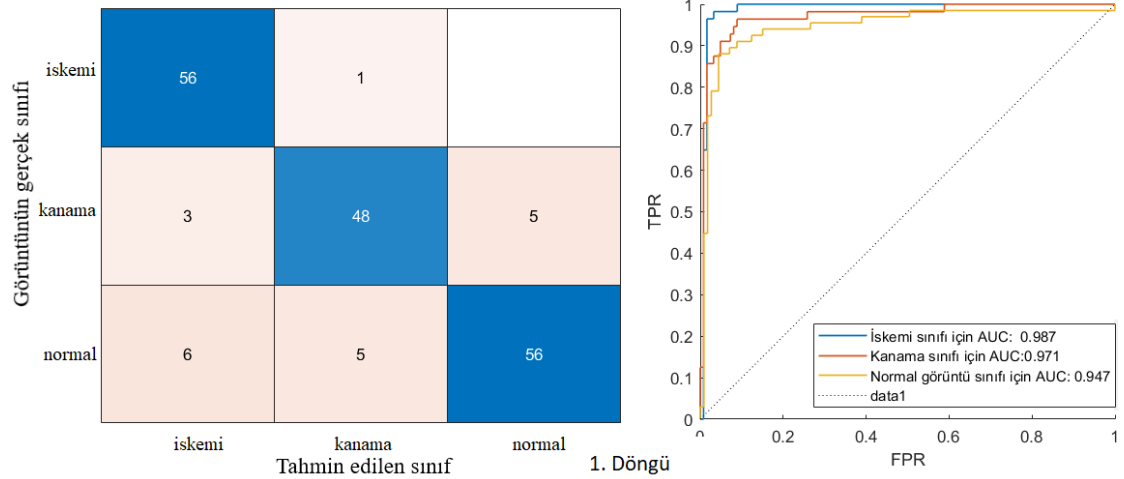 Görüntünün gerçek sınıfı
iskemi
56
1
kanama
3
48
5
normal
6
5
56
iskemi
kanama
normal
Tahmin edilen sınıf
1. Döngü
TPR
1
0.9
0.8
0.7
0.6
0.5
0.4
0.3
0.2
0.1
0
0
0.2
0.4
0.6
0.8
1
FPR
İskemi sınıfı için AUC: 0.987
Kanama sınıfı için AUC:0.971
Normal görüntü sınıfı için AUC: 0.947
data1